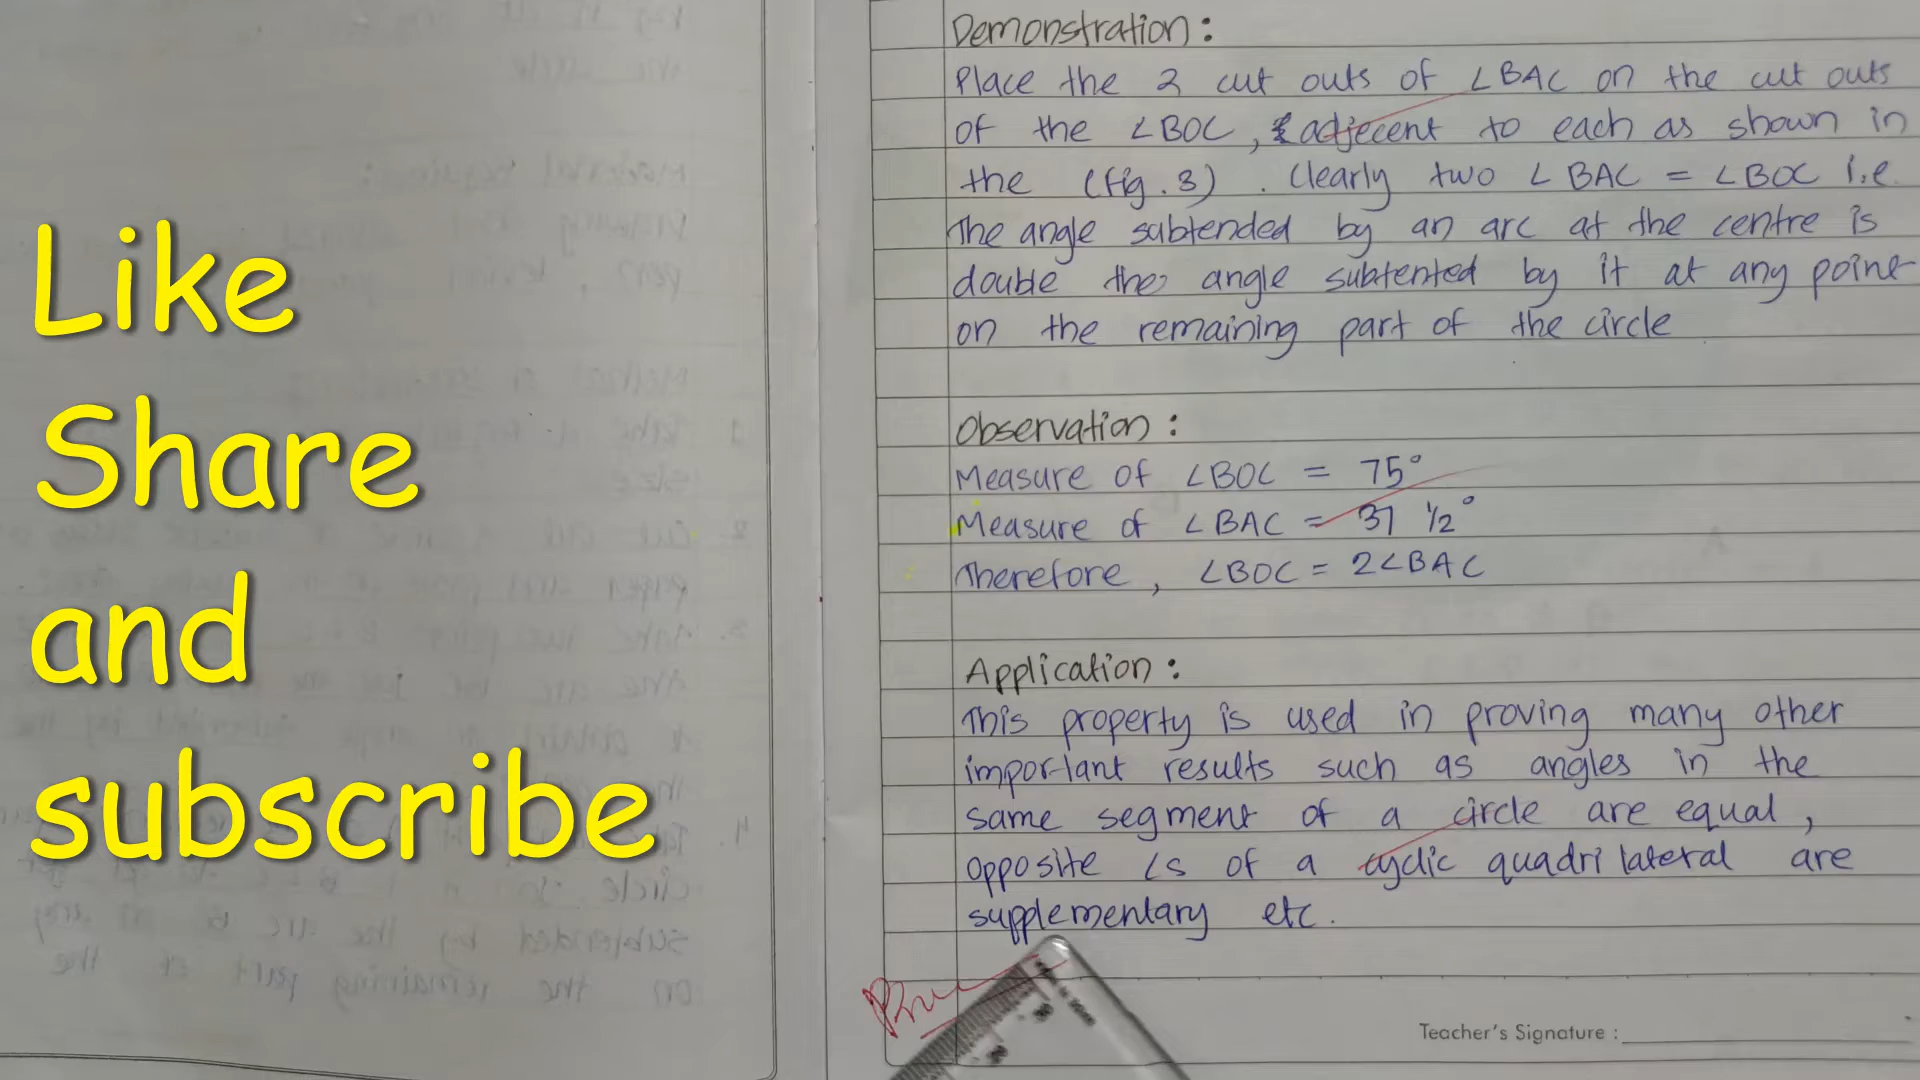 Like
Share
and
subscribe
Demonstration:
Place the 2 cut outs of ∠BAC on the cut outs
of the ∠BOC, adjecent to each as shown in
the (fig. 3). Clearly two ∠BAC = ∠BOC i.e
The angle subtended by an arc at the centre is
double the angle subtented by it at any point
on the remaining part of the circle
Observation:
Measure of ∠BOC = 75°
Measure of ∠BAC = 37 1/2°
Therefore, ∠BOC = 2∠BAC
Application:
This property is used in proving many other
important results such as angles in the
same segment of a circle are equal,
opposite ∠s of a cyclic quadrilateral are
supplementary etc.
Teacher's Signature :